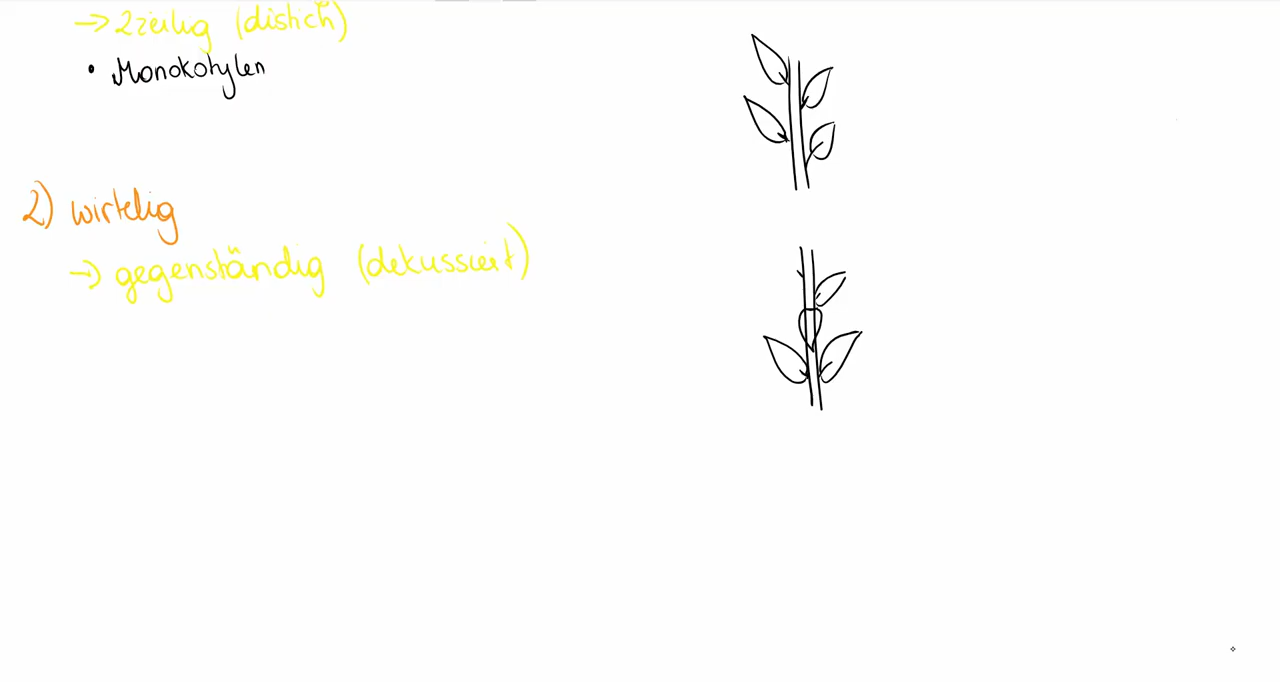 → 2zeilig (distich)
• Monokotylen
2) wirtelig
→ gegenständig (dekussiert)